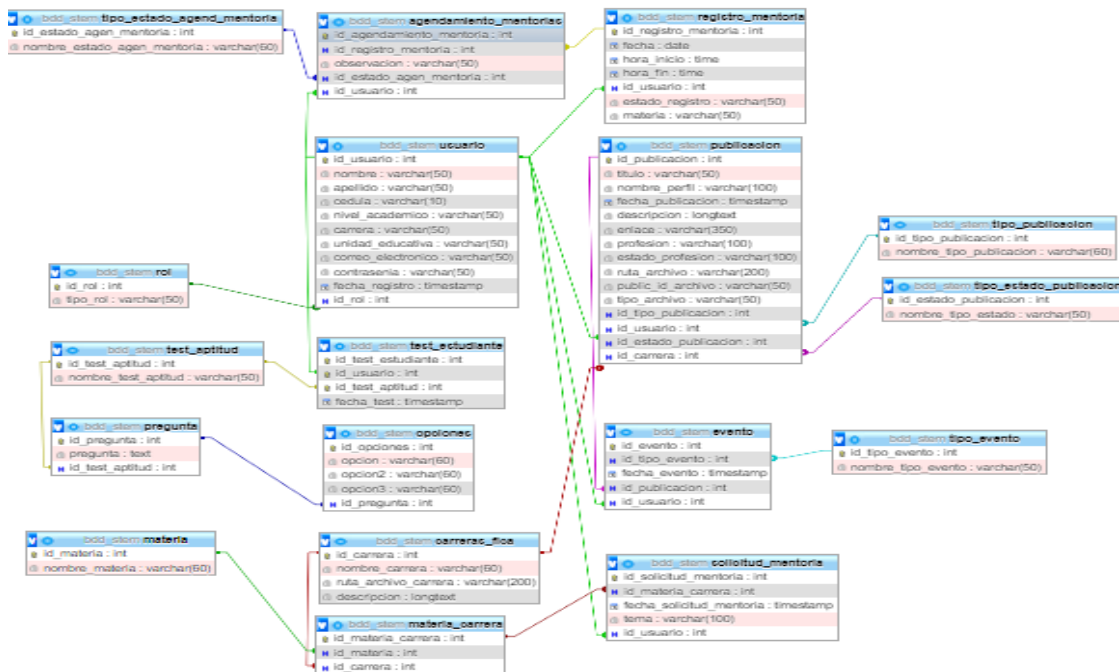 bdd_stem tipo_estado_agend_mentoria
id_estado_agen_mentoria : int
nombre_estado_agen_mentoria : varchar(60)
bdd_stem agendamiento_mentorias
id_agendamiento_mentoria : int
id_registro_mentoria : int
observacion : varchar(50)
id_estado_agen_mentoria : int
id_usuario : int
bdd_stem registro_mentoria
id_registro_mentoria : int
fecha : date
hora_inicio : time
hora_fin : time
id_usuario : int
estado_registro : varchar(50)
materia : varchar(50)
bdd_stem usuario
id_usuario : int
nombre : varchar(50)
apellido : varchar(50)
cedula : varchar(10)
nivel_academico : varchar(50)
carrera : varchar(50)
unidad_educativa : varchar(50)
correo_electronico : varchar(50)
contrasenia : varchar(50)
fecha_registro : timestamp
id_rol : int
bdd_stem publicacion
id_publicacion : int
titulo : varchar(50)
nombre_perfil : varchar(100)
fecha_publicacion : timestamp
descripcion : longtext
enlace : varchar(350)
profesion : varchar(100)
estado_profesion : varchar(100)
ruta_archivo : varchar(200)
public_id_archivo : varchar(50)
tipo_archivo : varchar(50)
id_tipo_publicacion : int
id_usuario : int
id_estado_publicacion : int
id_carrera : int
bdd_stem tipo_publicacion
id_tipo_publicacion : int
nombre_tipo_publicacion : varchar(60)
bdd_stem tipo_estado_publicacion
id_estado_publicacion : int
nombre_tipo_estado : varchar(50)
bdd_stem rol
id_rol : int
tipo_rol : varchar(50)
bdd_stem test_aptitud
id_test_aptitud : int
nombre_test_aptitud : varchar(50)
bdd_stem test_estudiante
id_test_estudiante : int
id_usuario : int
id_test_aptitud : int
fecha_test : timestamp
bdd_stem pregunta
id_pregunta : int
pregunta : text
id_test_aptitud : int
bdd_stem opciones
id_opciones : int
opcion : varchar(60)
opcion2 : varchar(60)
opcion3 : varchar(60)
id_pregunta : int
bdd_stem evento
id_evento : int
id_tipo_evento : int
fecha_evento : timestamp
id_publicacion : int
id_usuario : int
bdd_stem tipo_evento
id_tipo_evento : int
nombre_tipo_evento : varchar(50)
bdd_stem materia
id_materia : int
nombre_materia : varchar(60)
bdd_stem carreras_fica
id_carrera : int
nombre_carrera : varchar(60)
ruta_archivo_carrera : varchar(200)
descripcion : longtext
bdd_stem solicitud_mentoria
id_solicitud_mentoria : int
id_materia_carrera : int
fecha_solicitud_mentoria : timestamp
tema : varchar(100)
id_usuario : int
bdd_stem materia_carrera
id_materia_carrera : int
id_materia : int
id_carrera : int